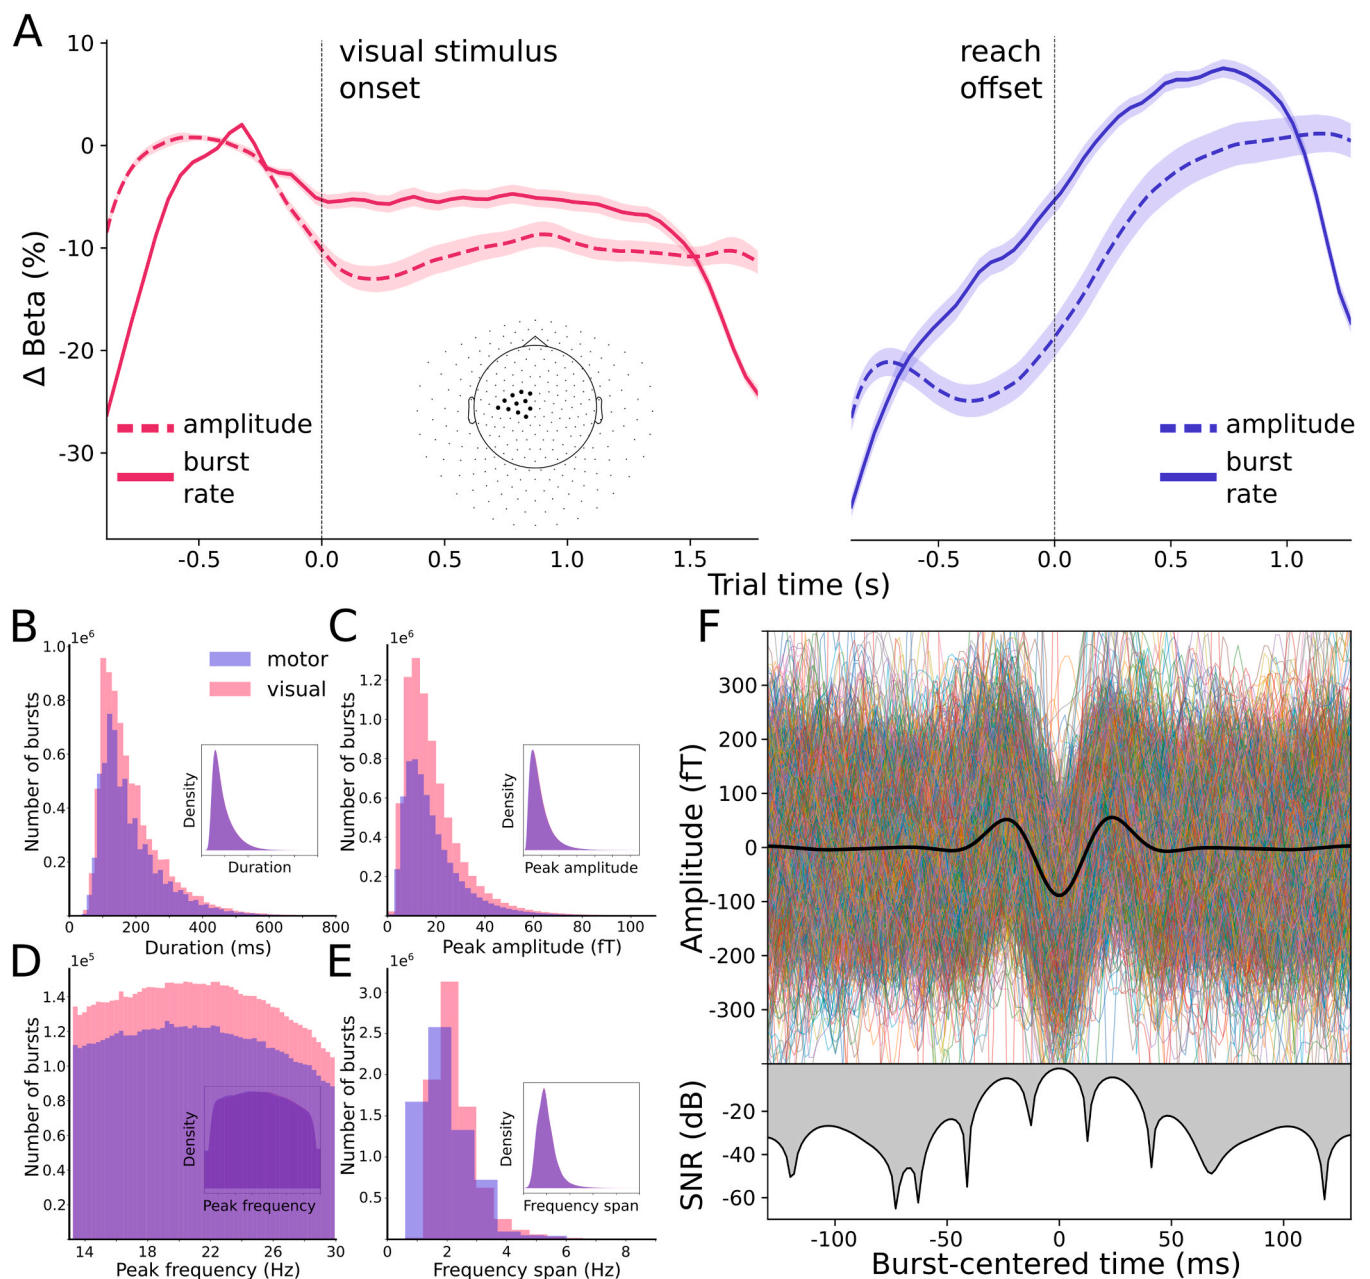 A
visual stimulus
onset
reach
offset
Δ Beta (%)
10
0
-10
-20
-30
amplitude
burst
rate
amplitude
burst
rate
-0.5
0.0
0.5
1.0
1.5
-0.5
0.0
0.5
1.0
Trial time (s)
B
1e6
1.0
0.8
0.6
0.4
0.2
Number of bursts
motor
visual
Density
Duration
0
200
400
600
800
Duration (ms)
C
1e6
1.2
1.0
0.8
0.6
0.4
0.2
Number of bursts
Density
Peak amplitude
0
20
40
60
80
100
Peak amplitude (fT)
D
1e5
1.4
1.2
1.0
0.8
0.6
0.4
0.2
Number of bursts
Density
Peak frequency
14
18
22
26
30
Peak frequency (Hz)
E
1e6
3.0
2.5
2.0
1.5
1.0
0.5
Number of bursts
Density
Frequency span
0
2
4
6
8
Frequency span (Hz)
F
300
200
100
0
-100
-200
-300
Amplitude (fT)
-20
-40
-60
SNR (dB)
-100
-50
0
50
100
Burst-centered time (ms)